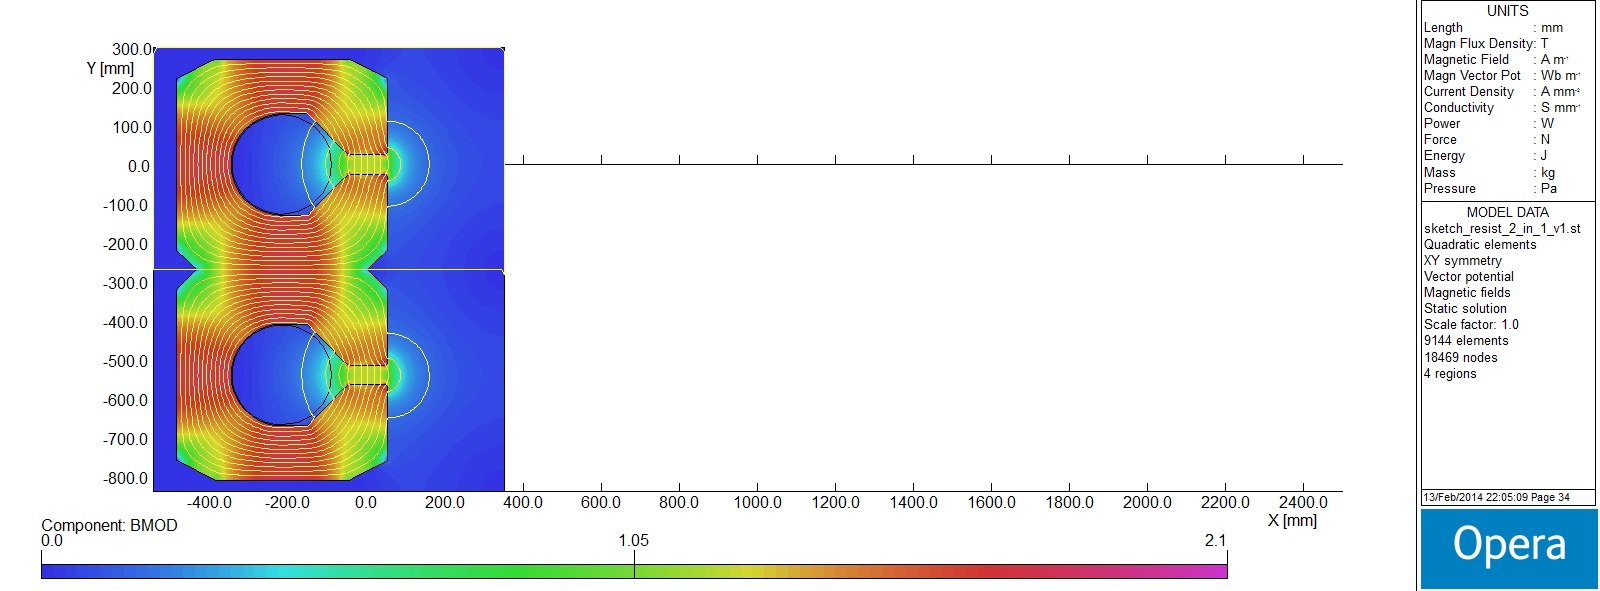 300.0
Y [mm]
200.0
100.0
0.0
-100.0
-200.0
-300.0
-400.0
-500.0
-600.0
-700.0
-800.0
-400.0 -200.0 0.0 200.0 400.0 600.0 800.0 1000.0 1200.0 1400.0 1600.0 1800.0 2000.0 2200.0 2400.0
X [mm]
Component: BMOD
0.0 1.05 2.1
UNITS
Length : mm
Magn Flux Density: T
Magnetic Field : A m⁻¹
Magn Vector Pot : Wb m⁻¹
Current Density : A mm⁻²
Conductivity : S mm⁻¹
Power : W
Force : N
Energy : J
Mass : kg
Pressure : Pa
MODEL DATA
sketch_resist_2_in_1_v1.st
Quadratic elements
XY symmetry
Vector potential
Magnetic fields
Static solution
Scale factor: 1.0
9144 elements
18469 nodes
4 regions
13/Feb/2014 22:05:09 Page 34
Opera